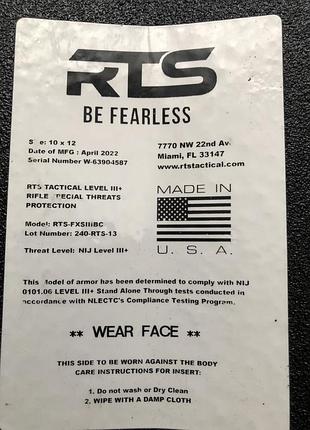 RTS
BE FEARLESS
S e: 10 x 12
Date of MFG : April 2022
Serial Number W-63904587
7770 NW 22nd Av
Miami, FL 33147
www.rtstactical.com
RTS TACTICAL LEVEL III+
RIFLE PECIAL THREATS
PROTECTION
Model: RTS-FXSIIIBC
Lot Number: 240-RTS-13
Threat Level: NIJ Level III+
MADE IN
U. S. A.
This odel of armor has been determined to comply with NIJ
0101.06 LEVEL III+ Stand Alone Through tests conducted in
accordance with NLECTC's Compliance Testing Program.
** WEAR FACE **
THIS SIDE TO BE WORN AGAINST THE BODY
CARE INSTRUCTIONS FOR INSERT:
1. Do not wash or Dry Clean
2. WIPE WITH A DAMP CLOTH